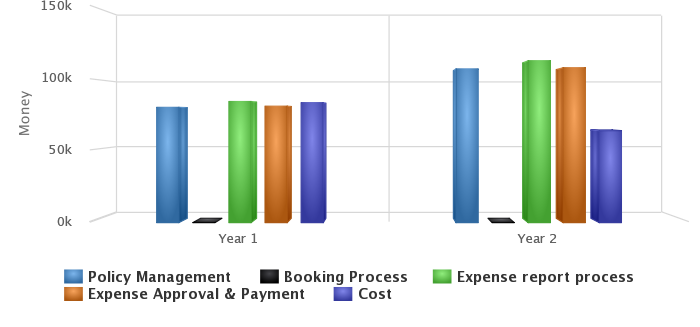 150k
100k
50k
0k
Money
Year 1
Year 2
Policy Management
Booking Process
Expense report process
Expense Approval & Payment
Cost